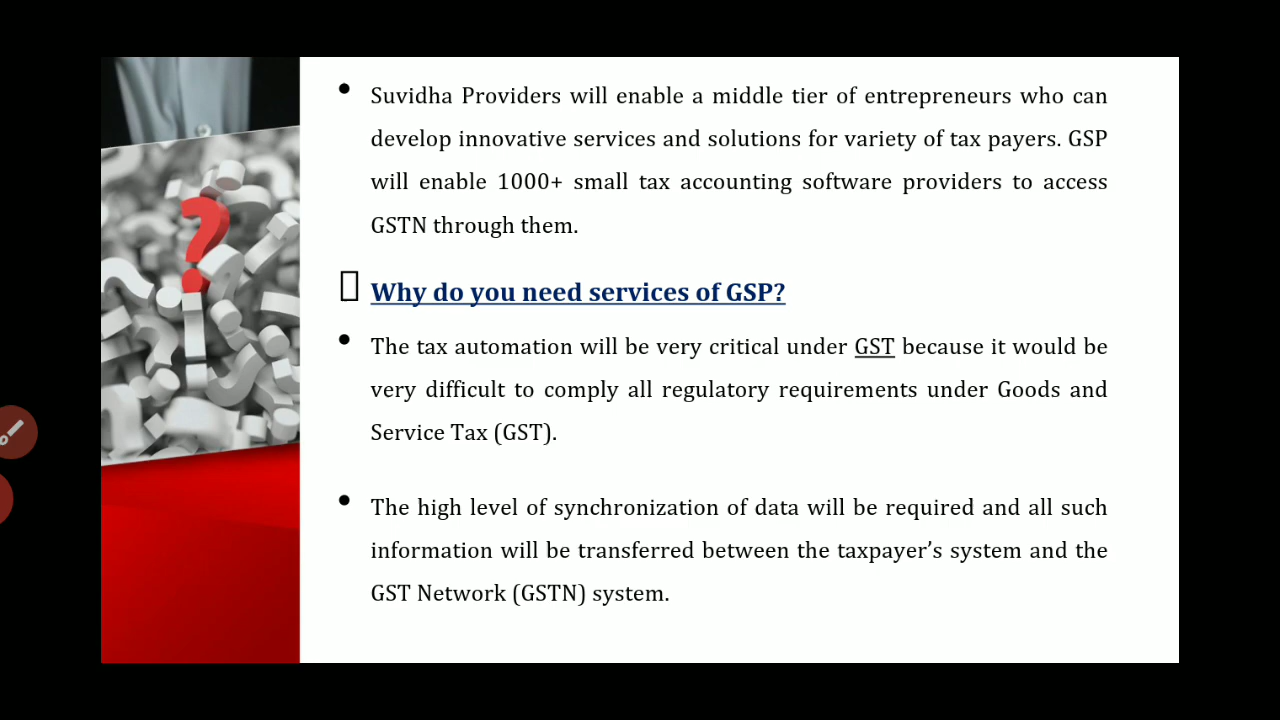 • Suvidha Providers will enable a middle tier of entrepreneurs who can
develop innovative services and solutions for variety of tax payers. GSP
will enable 1000+ small tax accounting software providers to access
GSTN through them.
Why do you need services of GSP?
• The tax automation will be very critical under GST because it would be
very difficult to comply all regulatory requirements under Goods and
Service Tax (GST).
• The high level of synchronization of data will be required and all such
information will be transferred between the taxpayer’s system and the
GST Network (GSTN) system.